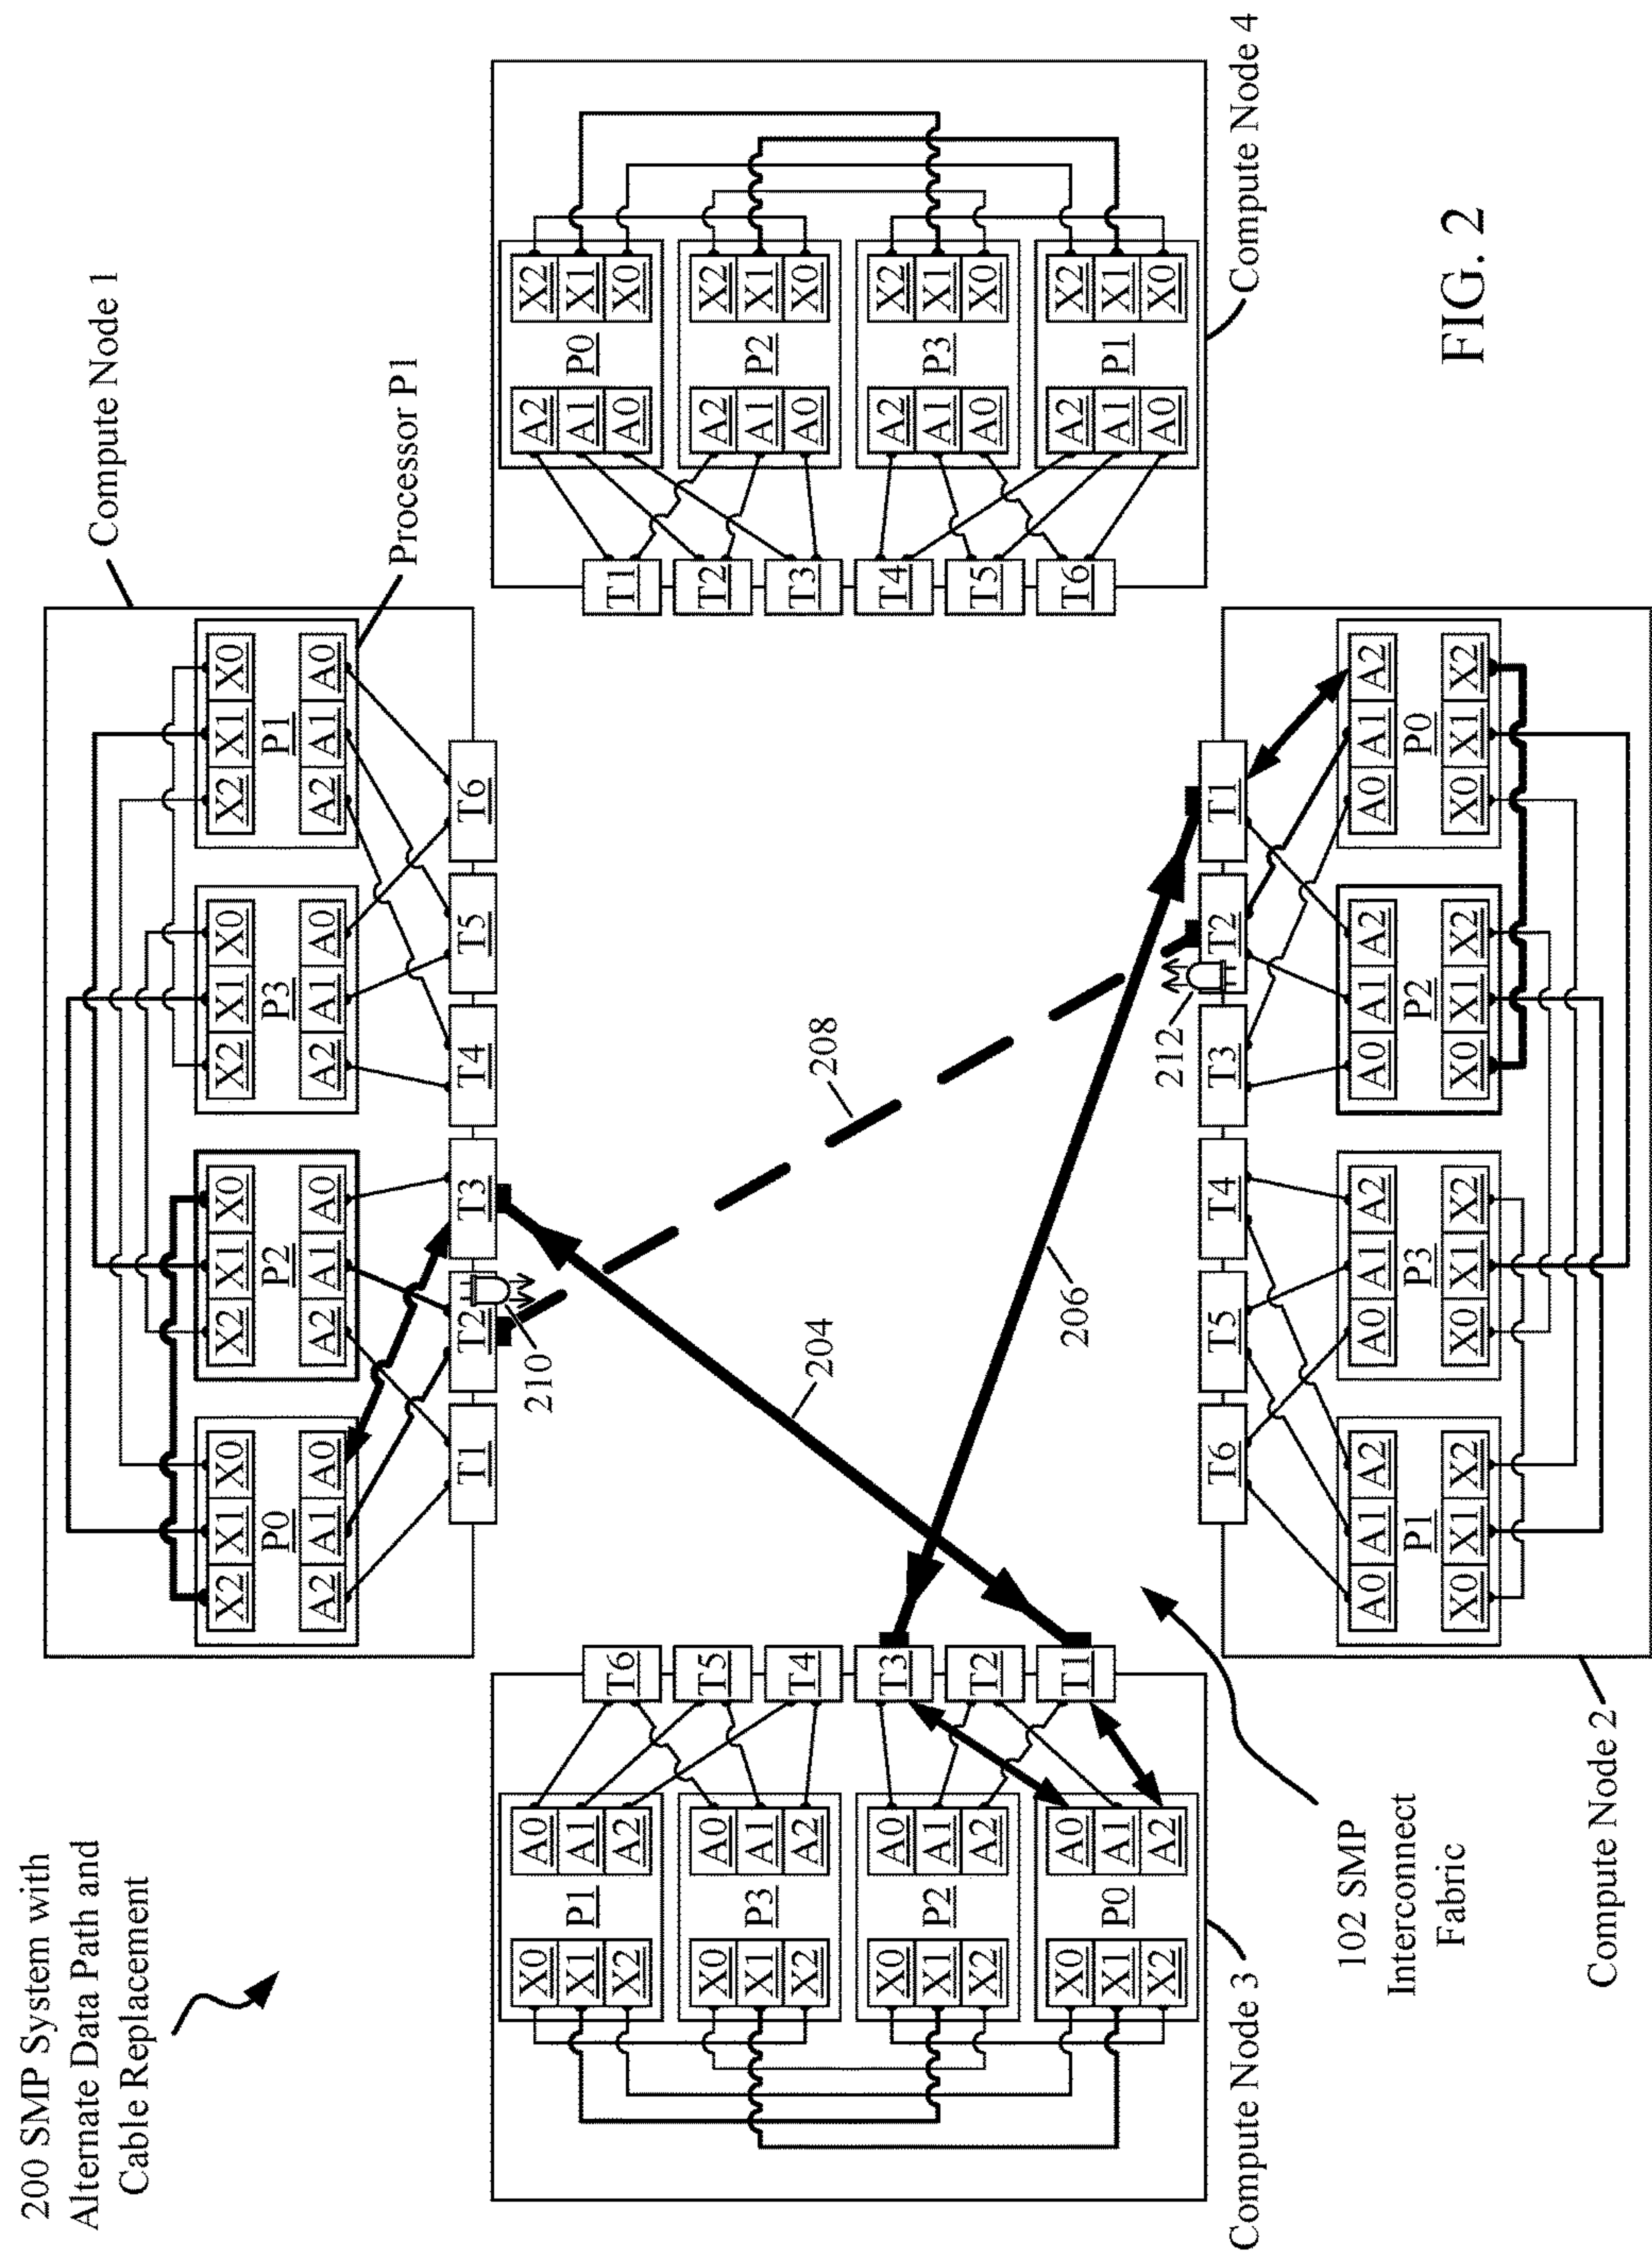 200 SMP System with
Alternate Data Path and
Cable Replacement
Compute Node 1
Processor P1
X2 X1 X0 X2 X1 X0 X2 X1 X0 X2 X1 X0
P0 P2 P3 P1
A2 A1 A0 A2 A1 A0 A2 A1 A0 A2 A1 A0
T1 T2 T3 T4 T5 T6
210
204
208
206
212
X0 A0
X1 P1 A1
X2 A2
X0 A0
X1 P3 A1
X2 A2
X0 A0
X1 P2 A1
X2 A2
X0 A0
X1 P0 A1
X2 A2
T6
T5
T4
T3
T2
T1
Compute Node 3
T1
T2
T3
T4
T5
T6
A2 X2
A1 P0 X1
A0 X0
A2 X2
A1 P2 X1
A0 X0
A2 X2
A1 P3 X1
A0 X0
A2 X2
A1 P1 X1
A0 X0
Compute Node 4
102 SMP
Interconnect
Fabric
T6 T5 T4 T3 T2 T1
A0 A1 A2 A0 A1 A2 A0 A1 A2 A0 A1 A2
P1 P3 P2 P0
X0 X1 X2 X0 X1 X2 X0 X1 X2 X0 X1 X2
Compute Node 2
FIG. 2